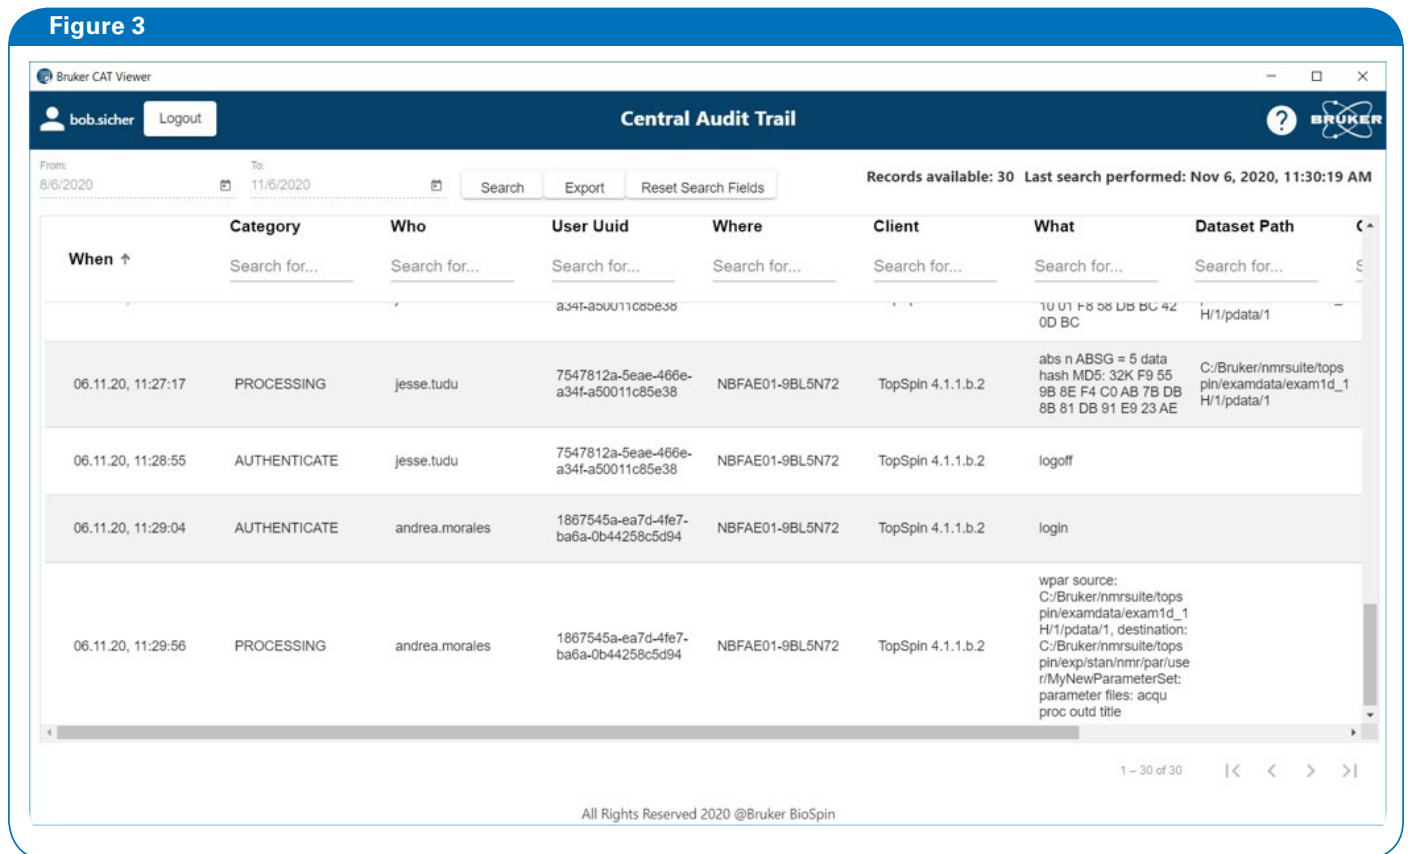 Figure 3
Bruker CAT Viewer
bob.sicher Logout Central Audit Trail ? BRUKER
From: To:
8/6/2020 11/6/2020 Search Export Reset Search Fields Records available: 30 Last search performed: Nov 6, 2020, 11:30:19 AM
When Category Who User Uuid Where Client What Dataset Path
Search for... Search for... Search for... Search for... Search for... Search for... Search for...
a34f-a50011c85e38
10 01 F8 58 DB BC 42
0D BC
H/1/pdata/1
06.11.20, 11:27:17 PROCESSING jesse.tudu
7547812a-5eae-466e-
a34f-a50011c85e38
NBFAE01-9BL5N72 TopSpin 4.1.1.b.2
abs n ABSG = 5 data
hash MD5: 32K F9 55
9B 8E F4 C0 AB 7B DB
8B 81 DB 91 E9 23 AE
C:/Bruker/nmrsuite/tops
pin/examdata/exam1d_1
H/1/pdata/1
06.11.20, 11:28:55 AUTHENTICATE jesse.tudu
7547812a-5eae-466e-
a34f-a50011c85e38
NBFAE01-9BL5N72 TopSpin 4.1.1.b.2 logoff
06.11.20, 11:29:04 AUTHENTICATE andrea.morales
1867545a-ea7d-4fe7-
ba6a-0b44258c5d94
NBFAE01-9BL5N72 TopSpin 4.1.1.b.2 login
06.11.20, 11:29:56 PROCESSING andrea.morales
1867545a-ea7d-4fe7-
ba6a-0b44258c5d94
NBFAE01-9BL5N72 TopSpin 4.1.1.b.2
wpar source:
C:/Bruker/nmrsuite/tops
pin/examdata/exam1d_1
H/1/pdata/1, destination:
C:/Bruker/nmrsuite/tops
pin/exp/stan/nmr/par/use
r/MyNewParameterSet:
parameter files: acqu
proc outd title
1 – 30 of 30
All Rights Reserved 2020 @Bruker BioSpin